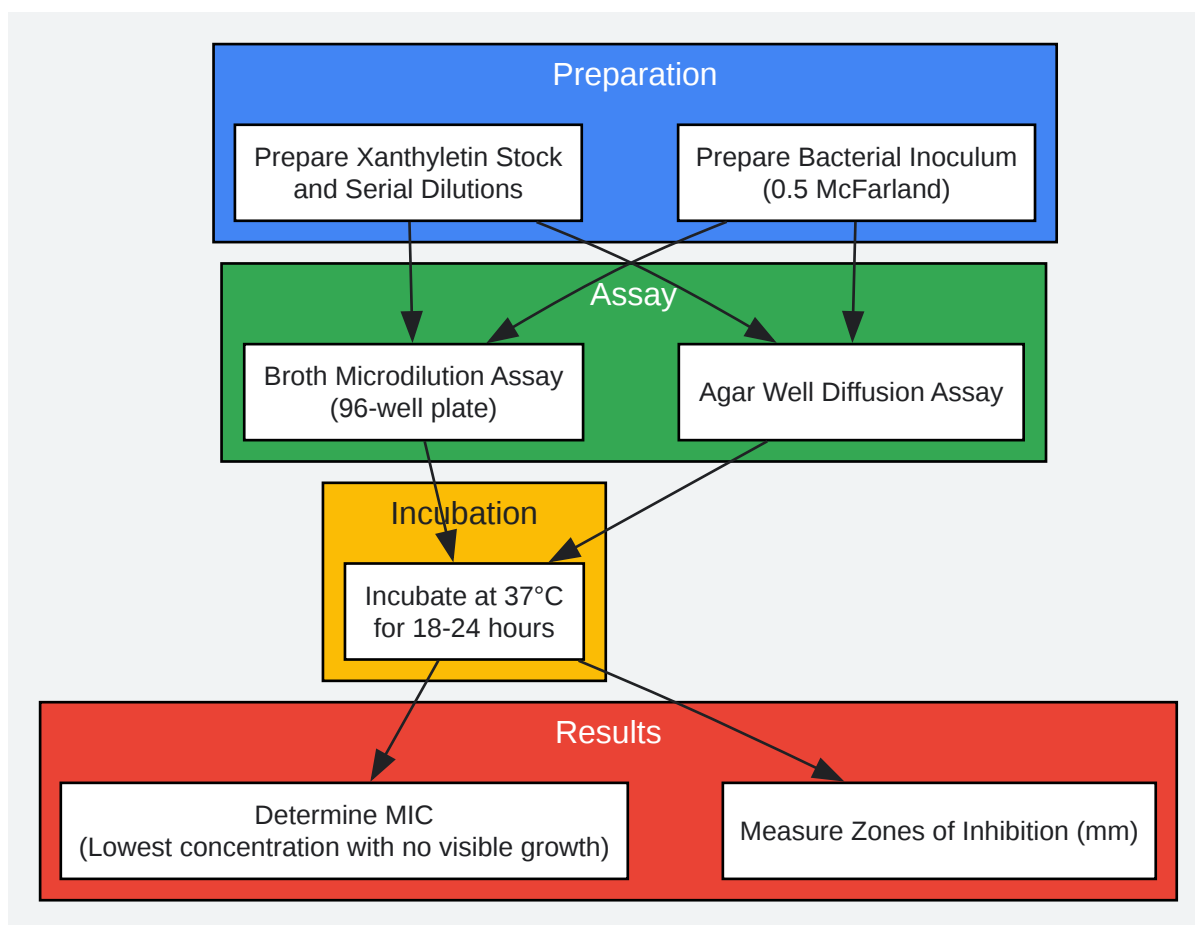 Preparation
Prepare Xanthyletin Stock
and Serial Dilutions
Prepare Bacterial Inoculum
(0.5 McFarland)
Assay
Broth Microdilution Assay
(96-well plate)
Agar Well Diffusion Assay
Incubation
Incubate at 37°C
for 18-24 hours
Results
Determine MIC
(Lowest concentration with no visible growth)
Measure Zones of Inhibition (mm)